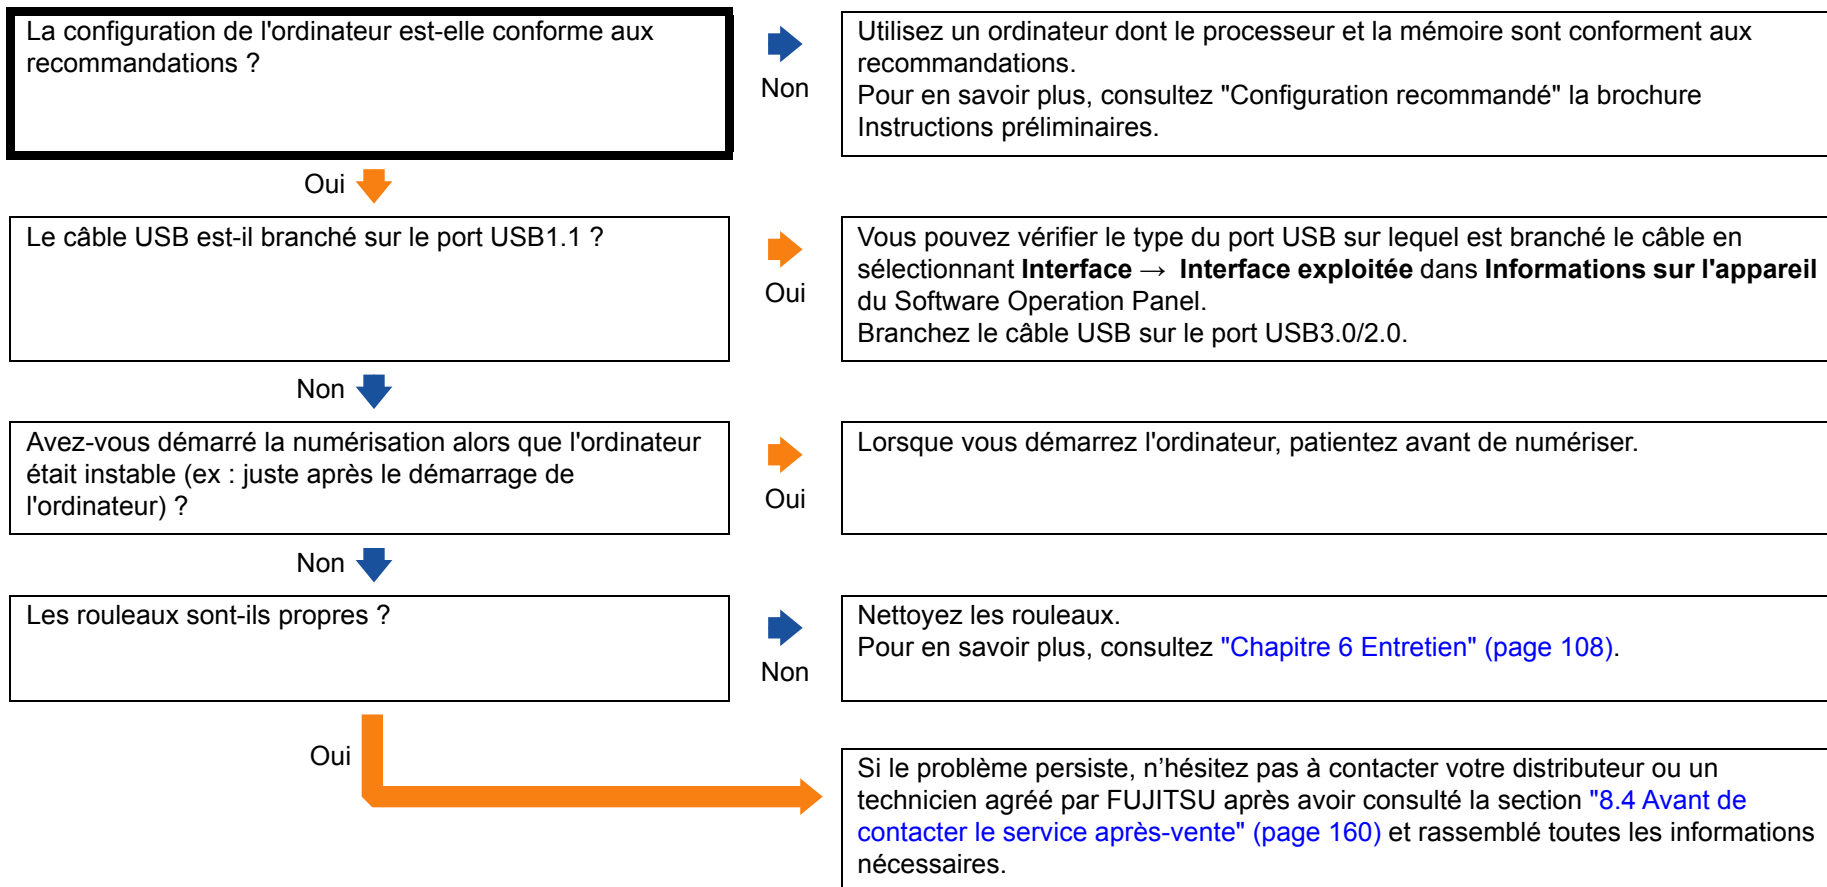 La configuration de l'ordinateur est-elle conforme aux
recommandations ?
Non
Utilisez un ordinateur dont le processeur et la mémoire sont conforment aux
recommandations.
Pour en savoir plus, consultez "Configuration recommandé" la brochure
Instructions préliminaires.
Oui
Le câble USB est-il branché sur le port USB1.1 ?
Oui
Vous pouvez vérifier le type du port USB sur lequel est branché le câble en
sélectionnant Interface → Interface exploitée dans Informations sur l'appareil
du Software Operation Panel.
Branchez le câble USB sur le port USB3.0/2.0.
Non
Avez-vous démarré la numérisation alors que l'ordinateur
était instable (ex : juste après le démarrage de
l'ordinateur) ?
Oui
Lorsque vous démarrez l'ordinateur, patientez avant de numériser.
Non
Les rouleaux sont-ils propres ?
Non
Nettoyez les rouleaux.
Pour en savoir plus, consultez "Chapitre 6 Entretien" (page 108).
Oui
Si le problème persiste, n’hésitez pas à contacter votre distributeur ou un
technicien agréé par FUJITSU après avoir consulté la section "8.4 Avant de
contacter le service après-vente" (page 160) et rassemblé toutes les informations
nécessaires.